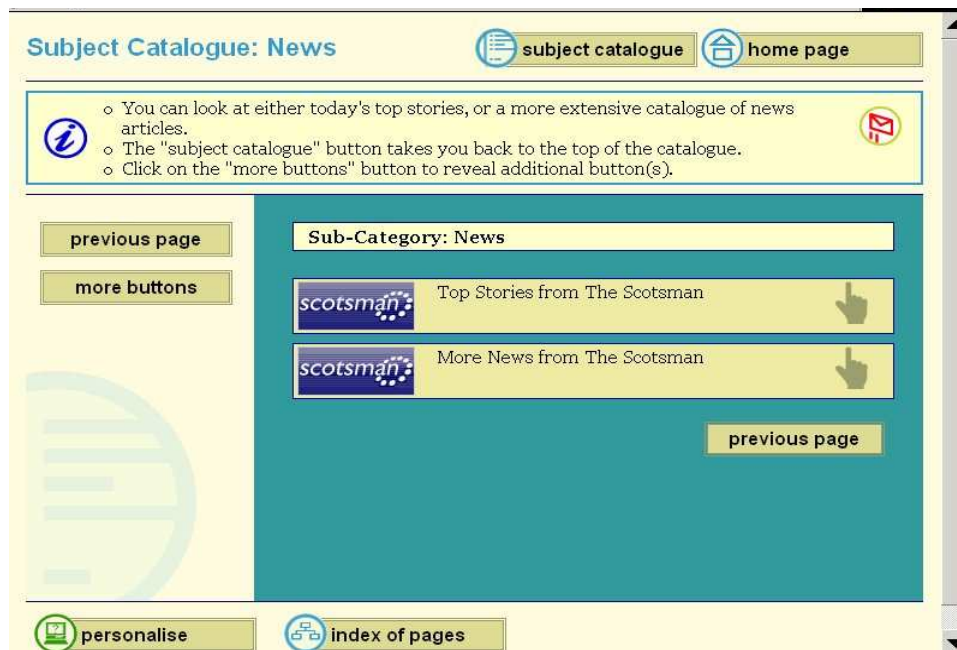 Subject Catalogue: News
subject catalogue
home page
o You can look at either today's top stories, or a more extensive catalogue of news
articles.
o The "subject catalogue" button takes you back to the top of the catalogue.
o Click on the "more buttons" button to reveal additional button(s).
previous page
more buttons
Sub-Category: News
scotsman
Top Stories from The Scotsman
scotsman
More News from The Scotsman
previous page
personalise
index of pages